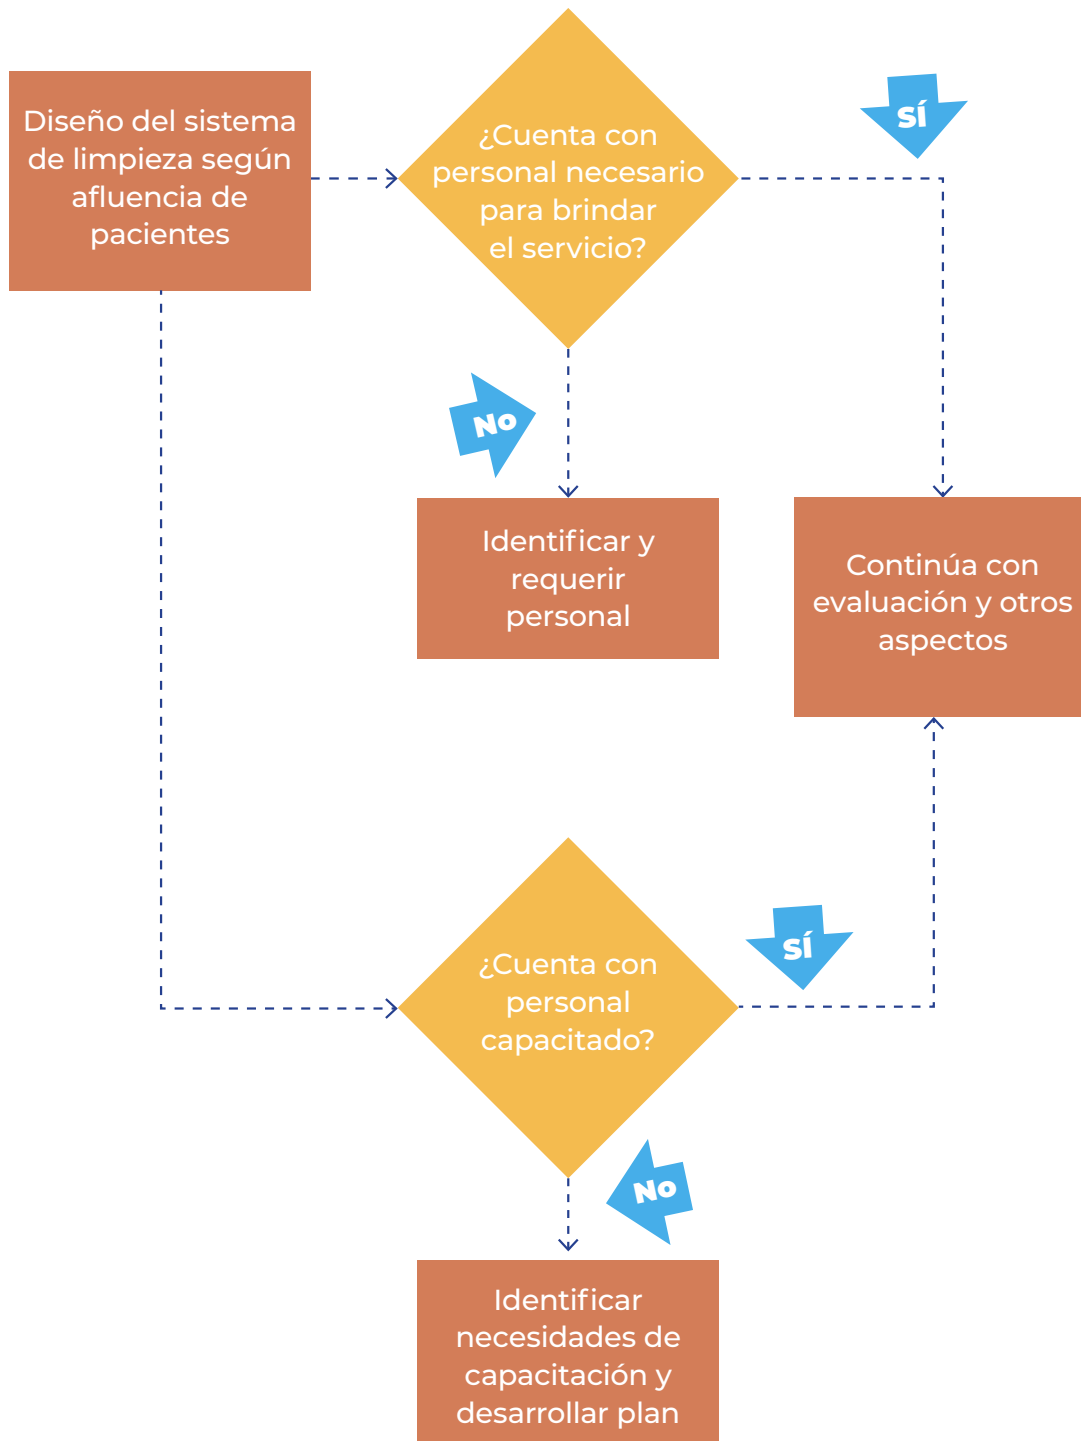 Diseño del sistema
de limpieza según
afluencia de
pacientes
¿Cuenta con
personal necesario
para brindar
el servicio?
SÍ
No
Identificar y
requerir
personal
Continúa con
evaluación y otros
aspectos
¿Cuenta con
personal
capacitado?
SÍ
No
Identificar
necesidades de
capacitación y
desarrollar plan